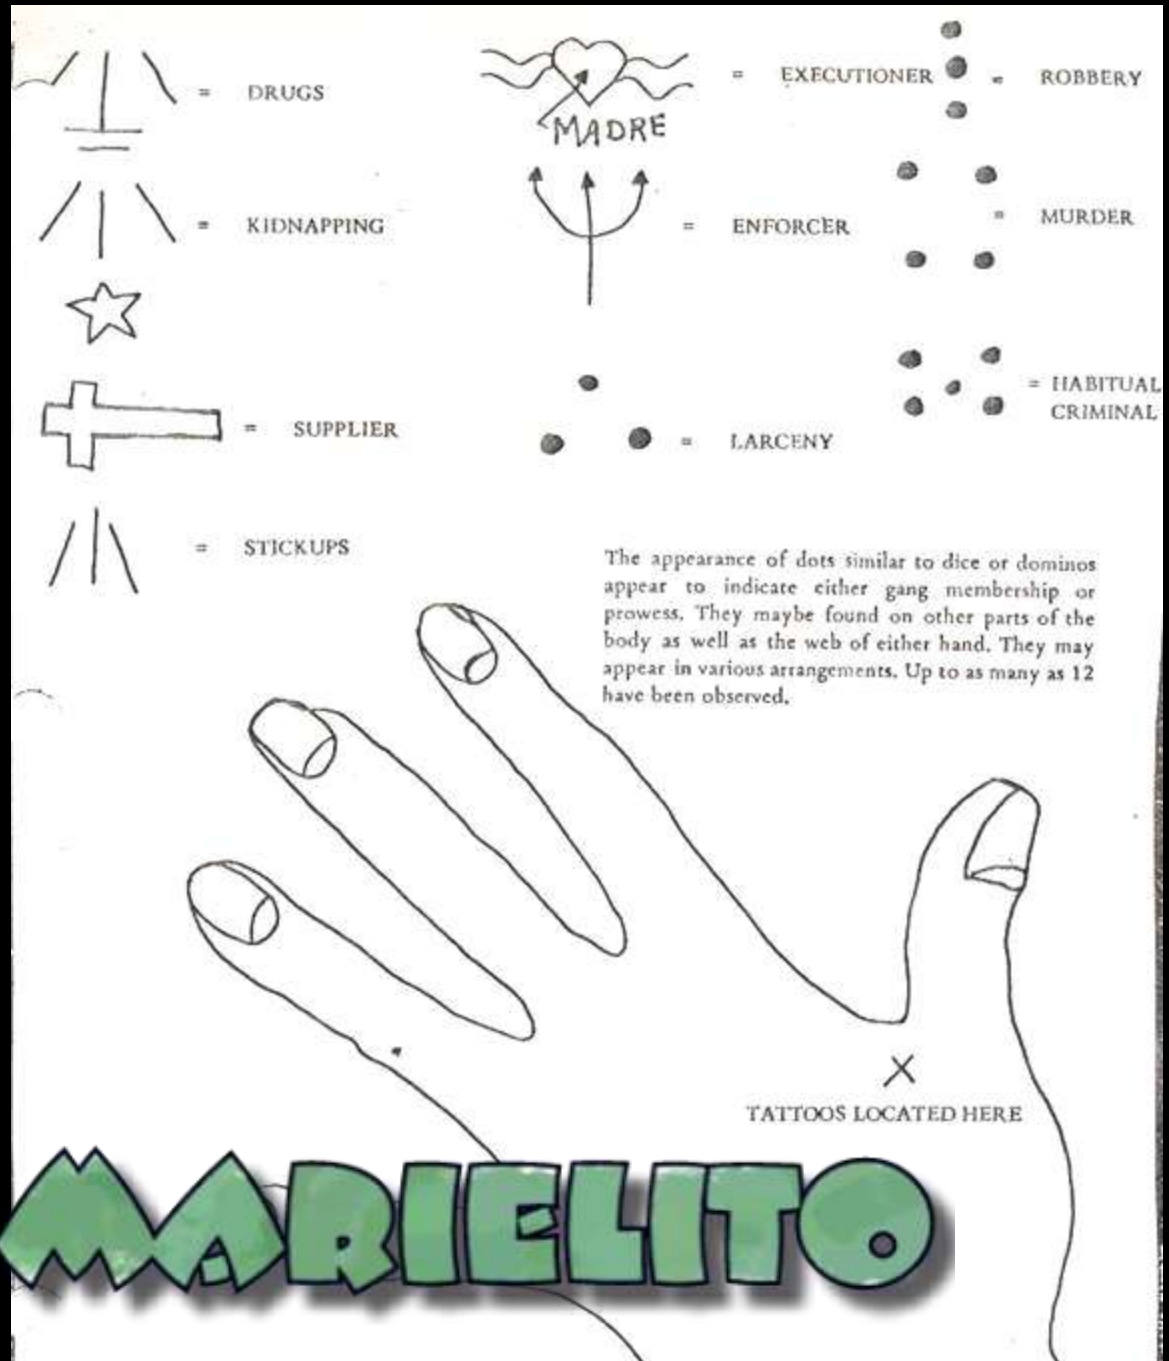 = DRUGS
= KIDNAPPING
= SUPPLIER
= STICKUPS
MADRE
= EXECUTIONER
= ENFORCER
= LARCENY
= ROBBERY
= MURDER
= HABITUAL
CRIMINAL
The appearance of dots similar to dice or dominos
appear to indicate either gang membership or
prowess. They maybe found on other parts of the
body as well as the web of either hand. They may
appear in various arrangements. Up to as many as 12
have been observed.
X
TATTOOS LOCATED HERE
MARIELITO